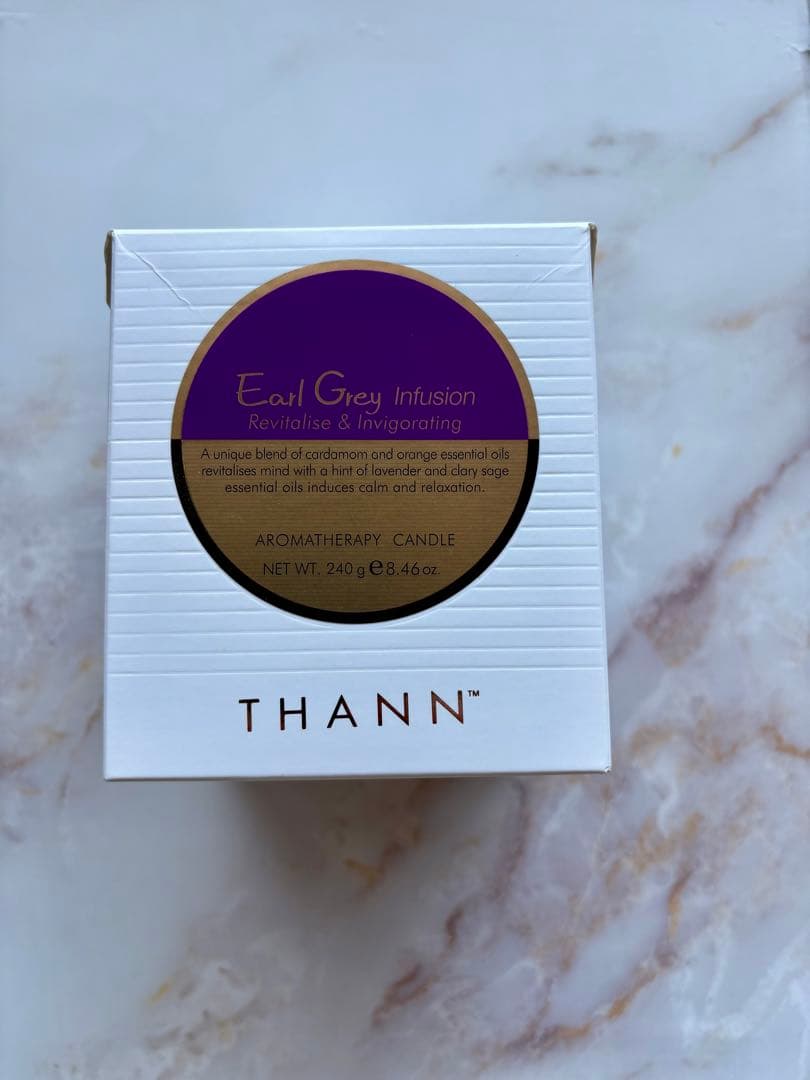 Earl Grey Infusion
Revitalise & Invigorating
A unique blend of cardamom and orange essential oils
revitalises mind with a hint of lavender and clary sage
essential oils induces calm and relaxation.
AROMATHERAPY CANDLE
NET WT. 240 g ℮ 8.46 oz.
THANN™